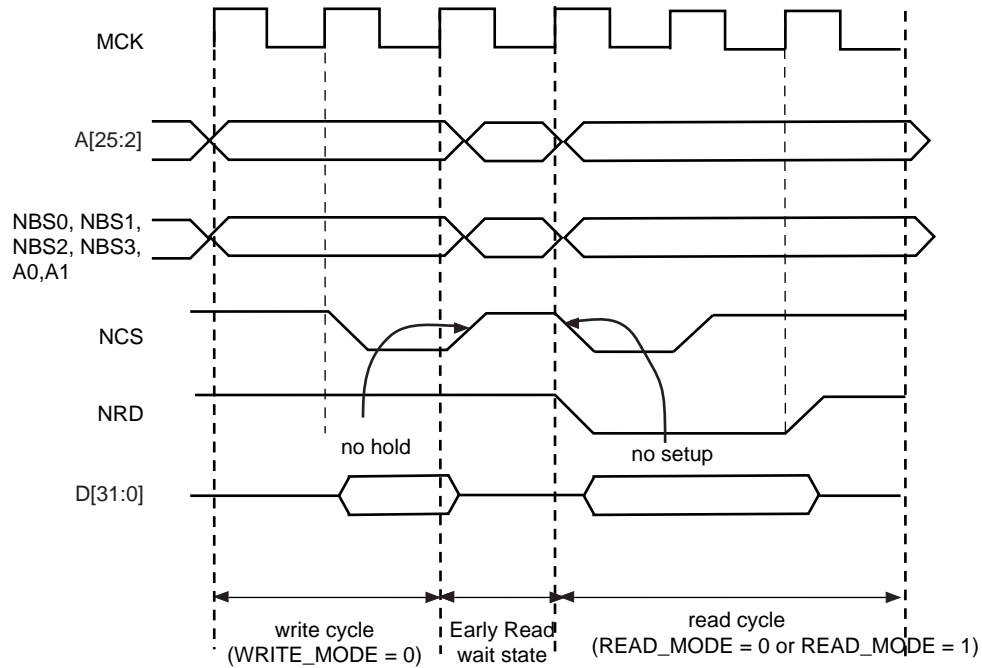 MCK
A[25:2]
NBS0, NBS1,
NBS2, NBS3,
A0,A1
NCS
NRD
no hold
no setup
D[31:0]
write cycle
(WRITE_MODE = 0)
Early Read
wait state
read cycle
(READ_MODE = 0 or READ_MODE = 1)